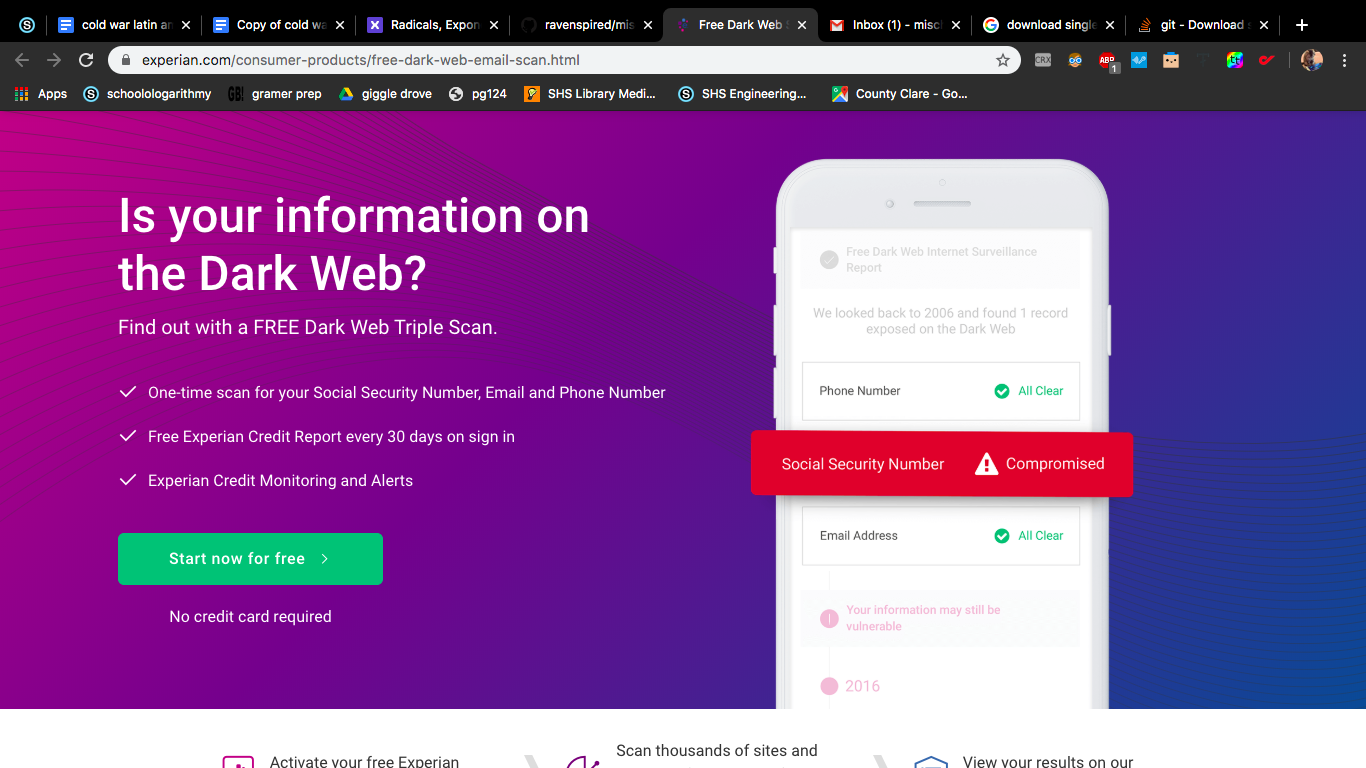 cold war latin an
Copy of cold wa
Radicals, Expon
ravenspired/mis
Free Dark Web S
Inbox (1) - misch
download single
git - Download s
experian.com/consumer-products/free-dark-web-email-scan.html
CRX
ABP
1
Apps
schoolologarithmy
GB!
gramer prep
giggle drove
pg124
SHS Library Medi...
SHS Engineering...
County Clare - Go...
Is your information on
the Dark Web?
Find out with a FREE Dark Web Triple Scan.
One-time scan for your Social Security Number, Email and Phone Number
Free Experian Credit Report every 30 days on sign in
Experian Credit Monitoring and Alerts
Start now for free
No credit card required
Free Dark Web Internet Surveillance
Report
We looked back to 2006 and found 1 record
exposed on the Dark Web
Phone Number All Clear
Social Security Number Compromised
Email Address All Clear
Your information may still be
vulnerable
2016
Activate your free Experian
Scan thousands of sites and
View your results on our